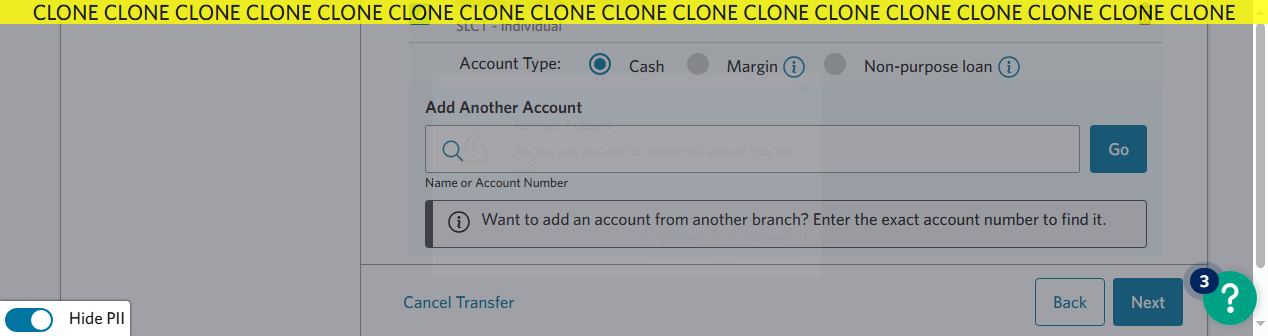 CLONE CLONE CLONE CLONE CLONE CLONE CLONE CLONE CLONE CLONE CLONE CLONE CLONE CLONE CLONE CLONE CLONE
SLCT - Individual
Account Type: Cash Margin Non-purpose loan
Add Another Account
Remove Account
Are you sure you want to remove this account from the
Go
Name or Account Number
Want to add an account from another branch? Enter the exact account number to find it.
Cancel Transfer Back Next
3
?
Hide PII